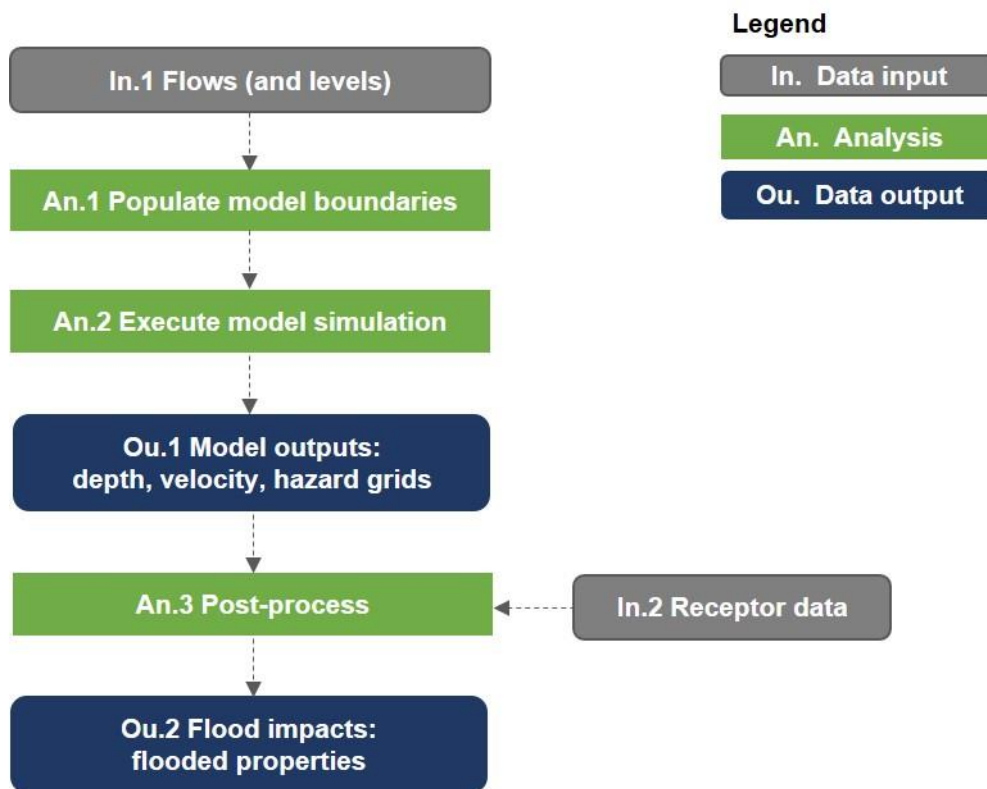 Legend
In. Data input
An. Analysis
Ou. Data output
In.1 Flows (and levels)
An.1 Populate model boundaries
An.2 Execute model simulation
Ou.1 Model outputs:
depth, velocity, hazard grids
An.3 Post-process
In.2 Receptor data
Ou.2 Flood impacts:
flooded properties